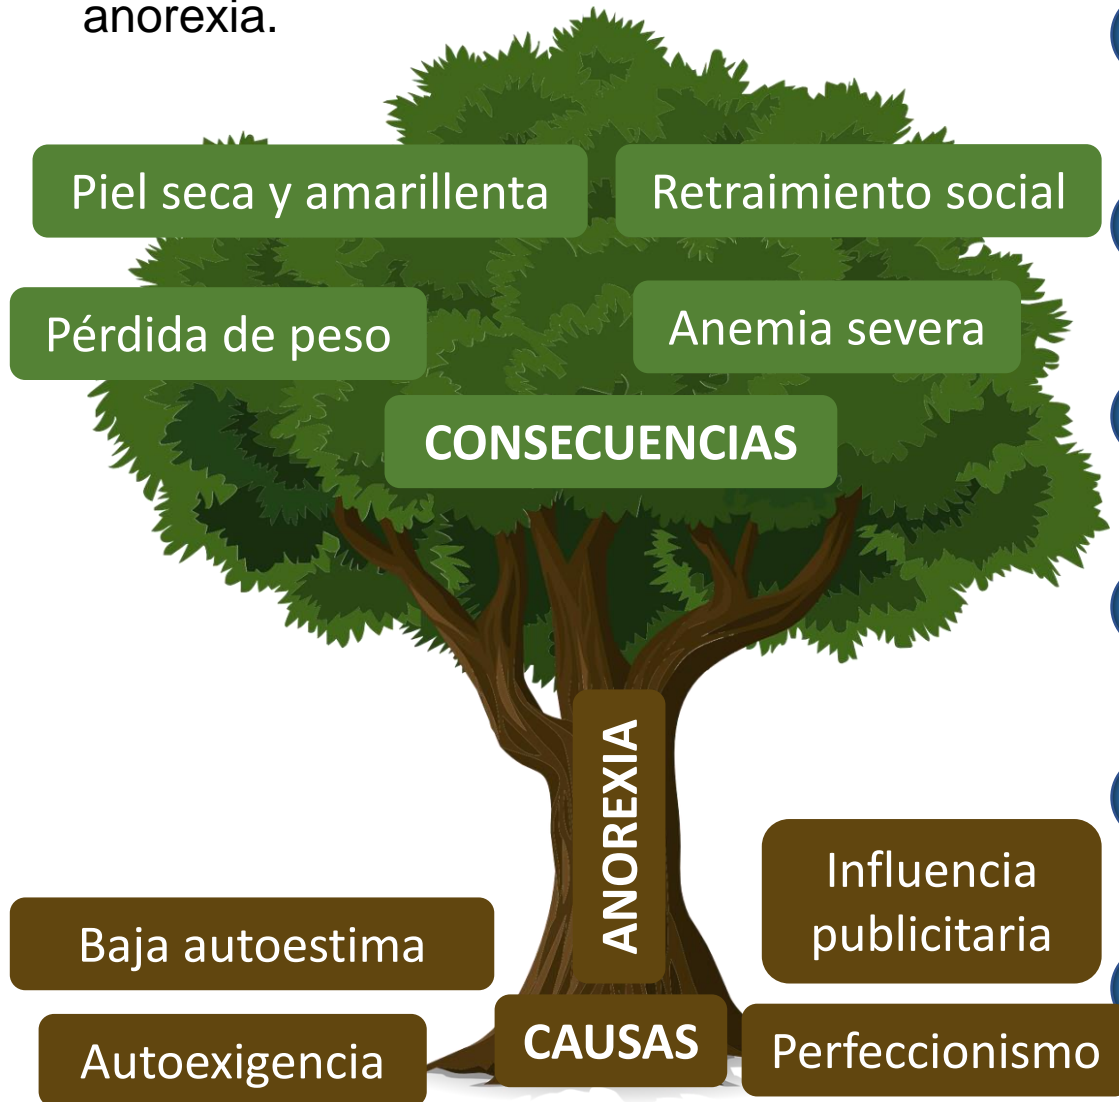 anorexia.
Piel seca y amarillenta
Retraimiento social
Pérdida de peso
Anemia severa
CONSECUENCIAS
ANOREXIA
Influencia
publicitaria
Baja autoestima
CAUSAS
Autoexigencia
Perfeccionismo